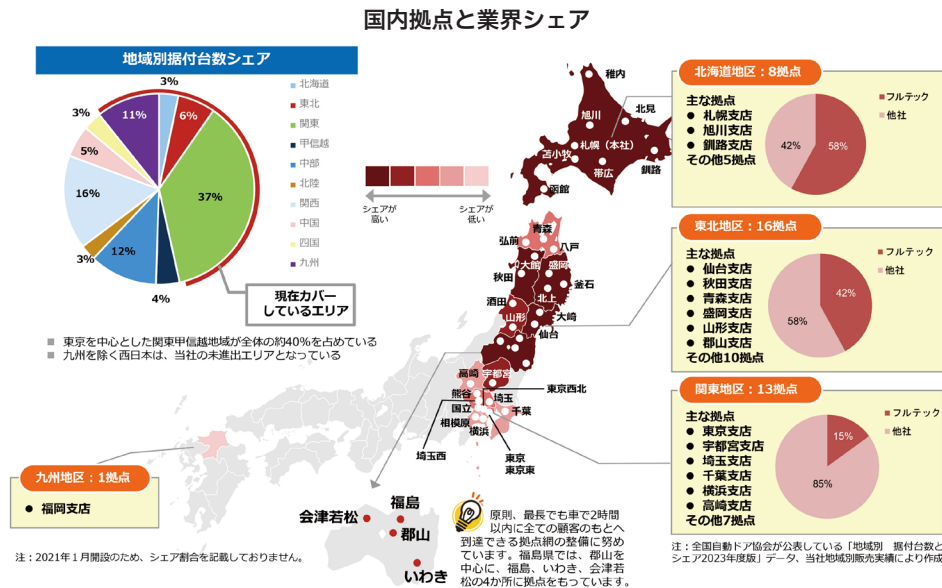 国内拠点と業界シェア
地域別据付台数シェア
3%
6%
37%
4%
12%
3%
16%
5%
3%
11%
北海道
東北
関東
甲信越
中部
北陸
関西
中国
四国
九州
現在カバー
しているエリア
■ 東京を中心とした関東甲信越地域が全体の約40％を占めている
■ 九州を除く西日本は、当社の未進出エリアとなっている
シェアが
高い
シェアが
低い
稚内
北見
旭川
札幌（本社）
苫小牧
帯広
釧路
函館
青森
弘前
八戸
大館
盛岡
秋田
釜石
北上
酒田
大崎
山形
仙台
高崎
宇都宮
東京西北
熊谷
埼玉
国立
千葉
相模原
横浜
埼玉西
東京
東京東
北海道地区：8拠点
主な拠点
● 札幌支店
● 旭川支店
● 釧路支店
その他5拠点
フルテック
他社
42%
58%
東北地区：16拠点
主な拠点
● 仙台支店
● 秋田支店
● 青森支店
● 盛岡支店
● 山形支店
● 郡山支店
その他10拠点
フルテック
他社
42%
58%
関東地区：13拠点
主な拠点
● 東京支店
● 宇都宮支店
● 埼玉支店
● 千葉支店
● 横浜支店
● 高崎支店
その他7拠点
フルテック
他社
15%
85%
九州地区：1拠点
● 福岡支店
注：2021年１月開設のため、シェア割合を記載しておりません。
会津若松
福島
郡山
いわき
原則、最長でも車で2時間
以内に全ての顧客のもとへ
到達できる拠点網の整備に努め
ています。福島県では、郡山を
中心に、福島、いわき、会津若
松の4か所に拠点をもっています。
注：全国自動ドア協会が公表している「地域別　据付台数と
シェア2023年度版」データ、当社地域別販売実績により作成